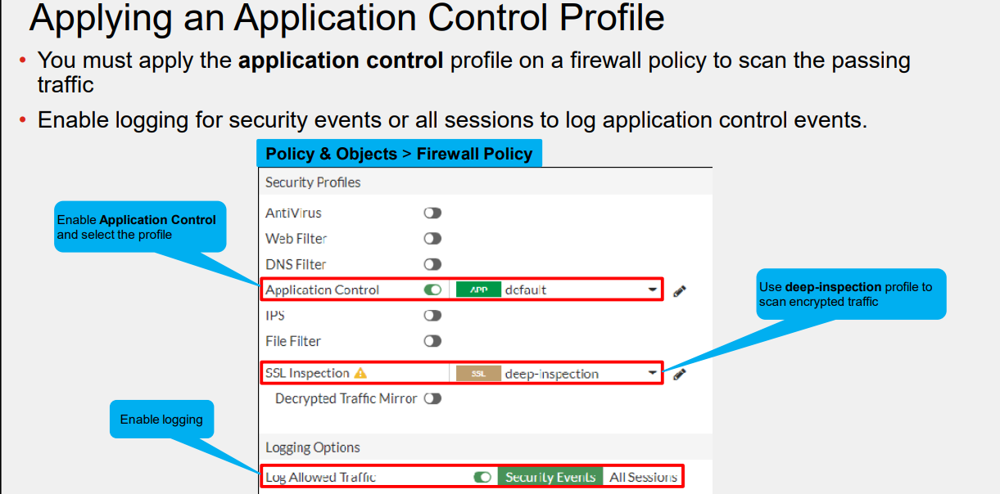 Applying an Application Control Profile
• You must apply the application control profile on a firewall policy to scan the passing
traffic
• Enable logging for security events or all sessions to log application control events.
Policy & Objects > Firewall Policy
Security Profiles
Enable Application Control
and select the profile
AntiVirus
Web Filter
DNS Filter
Application Control APP default
Use deep-inspection profile to
scan encrypted traffic
IPS
File Filter
SSL Inspection SSL deep-inspection
Decrypted Traffic Mirror
Enable logging
Logging Options
Log Allowed Traffic Security Events All Sessions